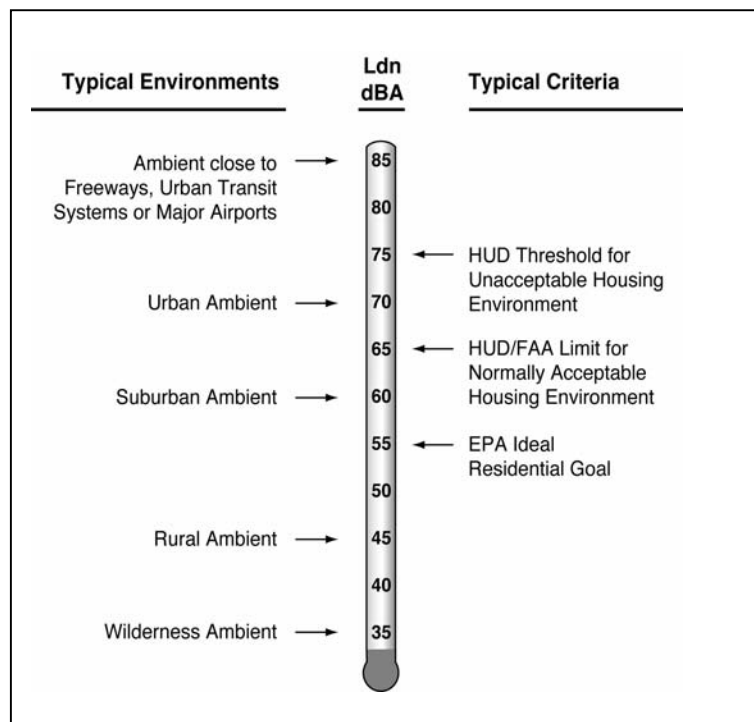 Typical Environments
Ldn
dBA
Typical Criteria
Ambient close to
Freeways, Urban Transit
Systems or Major Airports
85
80
75
HUD Threshold for
Unacceptable Housing
Environment
Urban Ambient
70
65
HUD/FAA Limit for
Normally Acceptable
Housing Environment
Suburban Ambient
60
55
EPA Ideal
Residential Goal
50
Rural Ambient
45
40
Wilderness Ambient
35